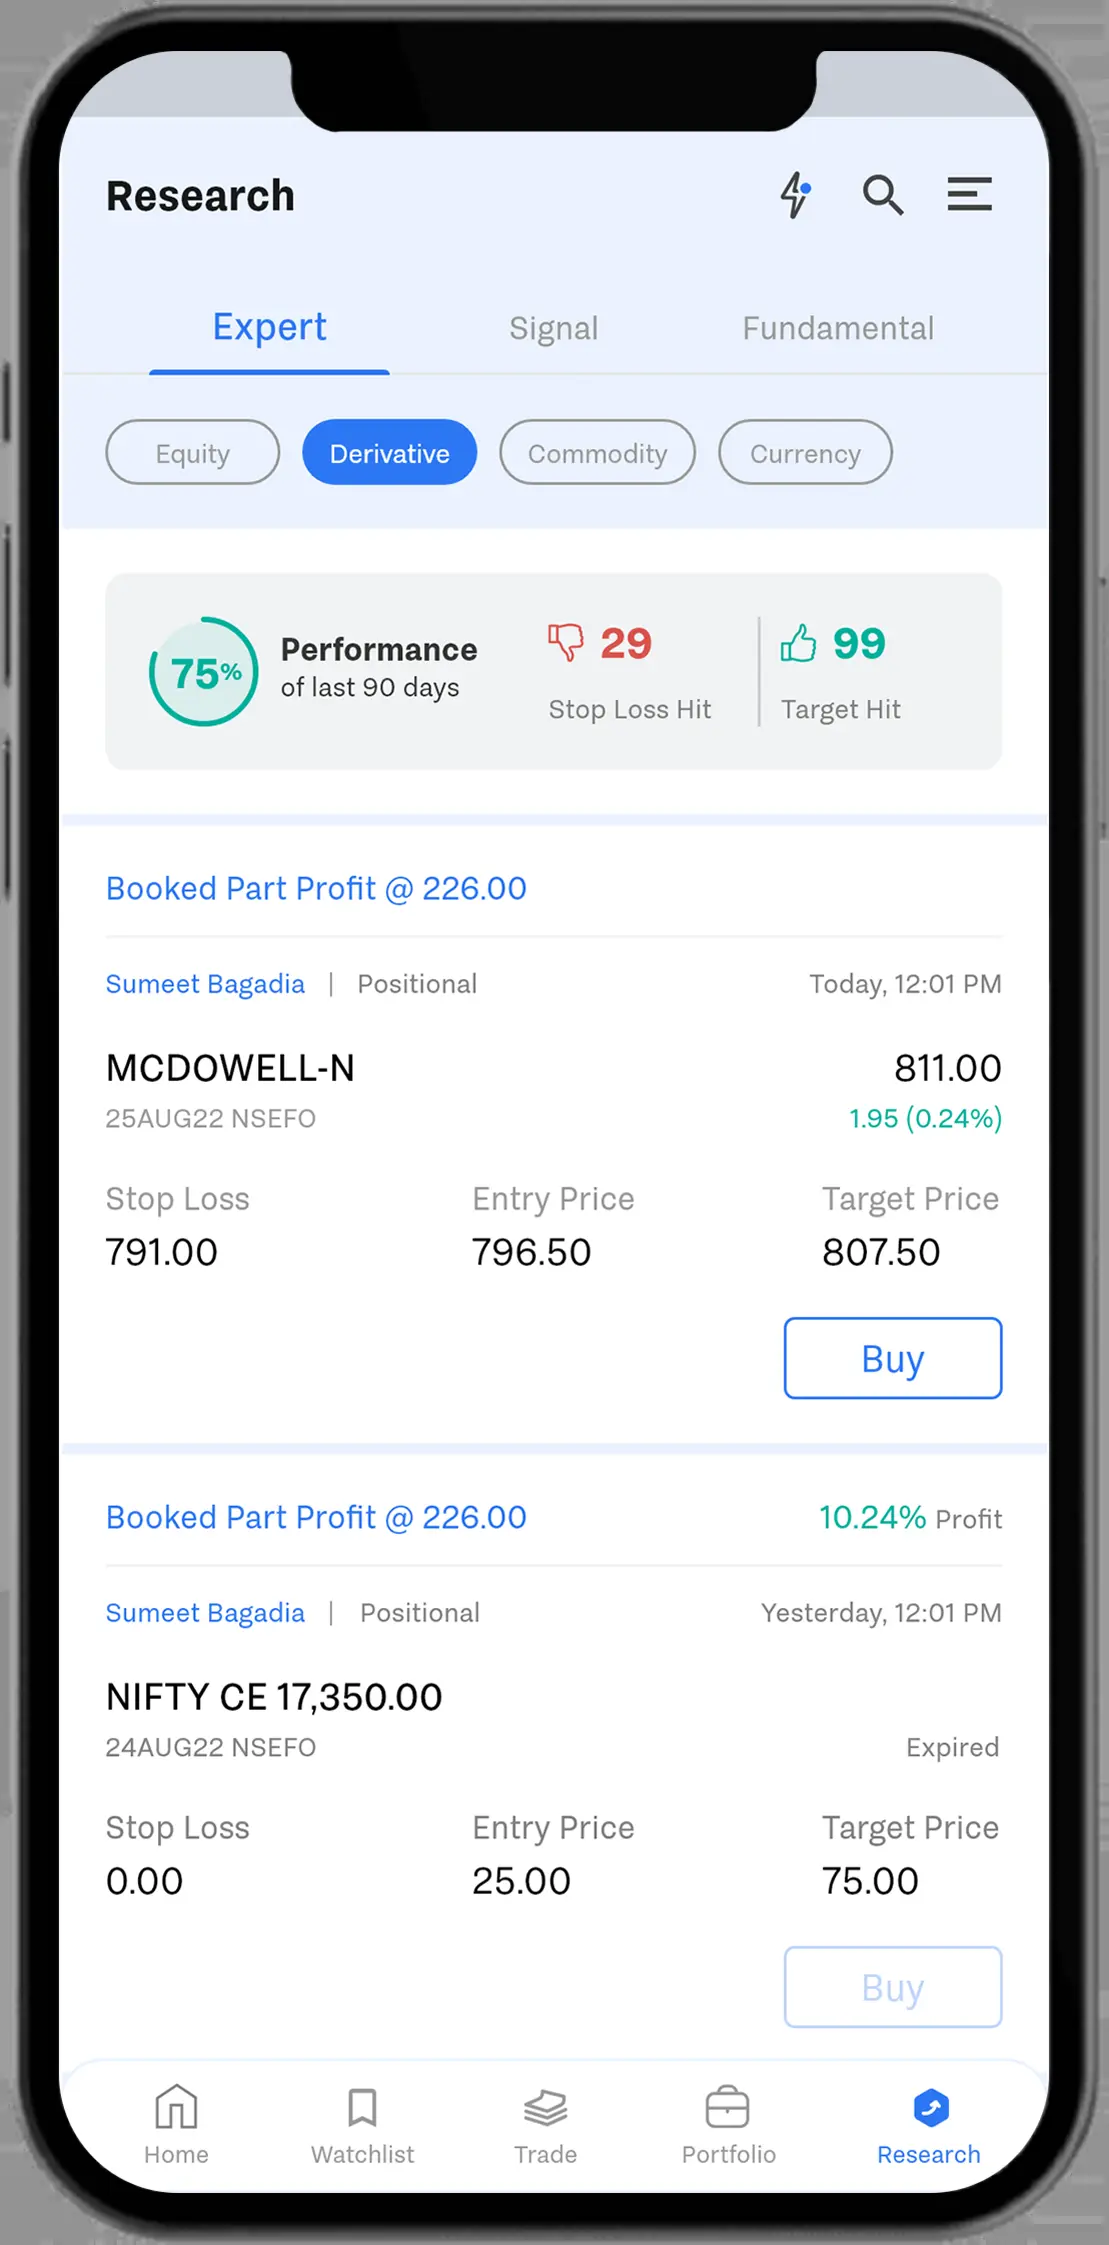 Research
Expert Signal Fundamental
Equity Derivative Commodity Currency
75% Performance of last 90 days
29 Stop Loss Hit
99 Target Hit
Booked Part Profit @ 226.00
Sumeet Bagadia | Positional Today, 12:01 PM
MCDOWELL-N 811.00
25AUG22 NSEFO 1.95 (0.24%)
Stop Loss Entry Price Target Price
791.00 796.50 807.50
Buy
Booked Part Profit @ 226.00 10.24% Profit
Sumeet Bagadia | Positional Yesterday, 12:01 PM
NIFTY CE 17,350.00
24AUG22 NSEFO Expired
Stop Loss Entry Price Target Price
0.00 25.00 75.00
Buy
Home Watchlist Trade Portfolio Research